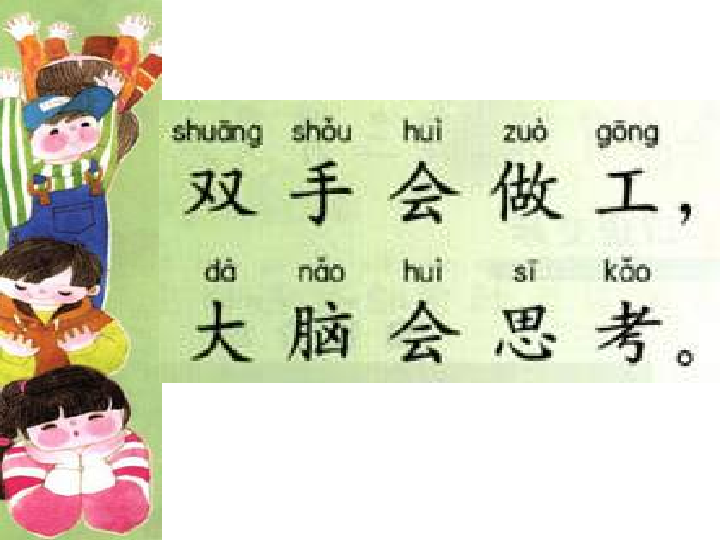 shuāng shǒu huì zuò gōng
双 手 会 做 工，
dà nǎo huì sī kǎo
大 脑 会 思 考。